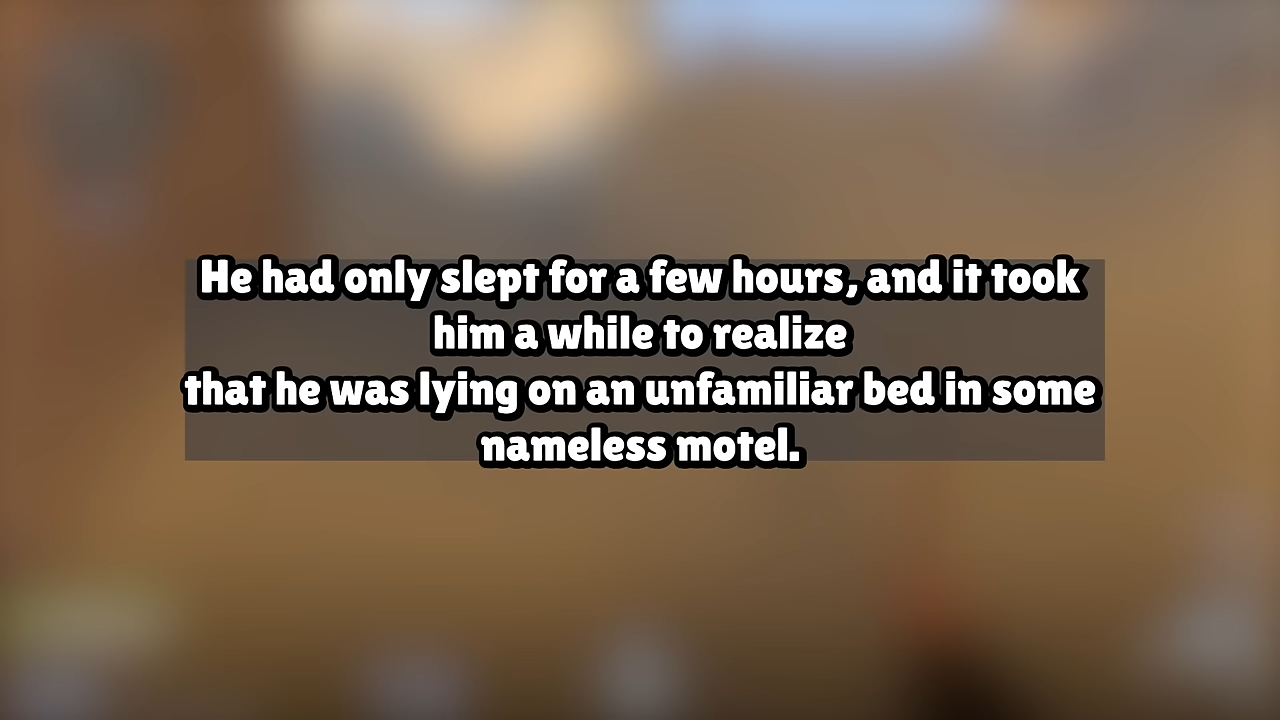 He had only slept for a few hours, and it took
him a while to realize
that he was lying on an unfamiliar bed in some
nameless motel.